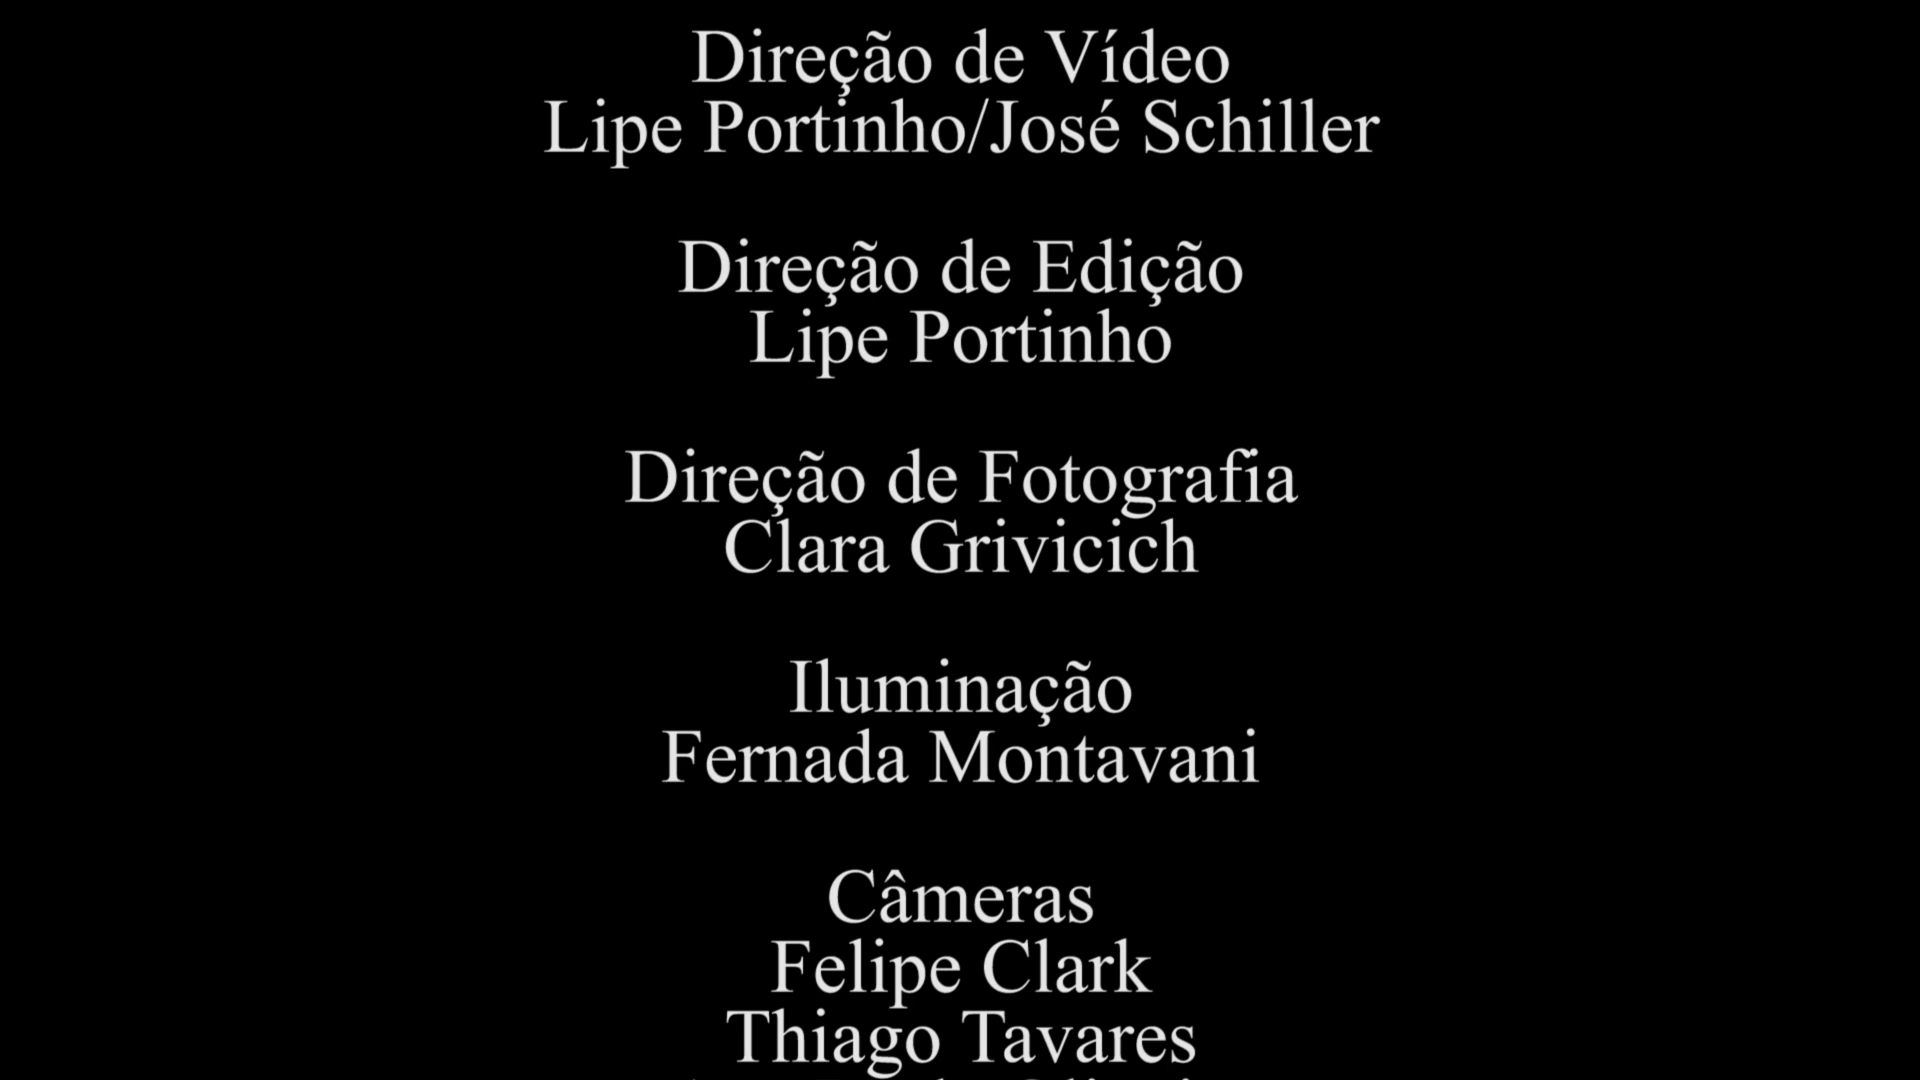 Direção de Vídeo
Lipe Portinho/José Schiller
Direção de Edição
Lipe Portinho
Direção de Fotografia
Clara Grivicich
Iluminação
Fernada Montavani
Câmeras
Felipe Clark
Thiago Tavares